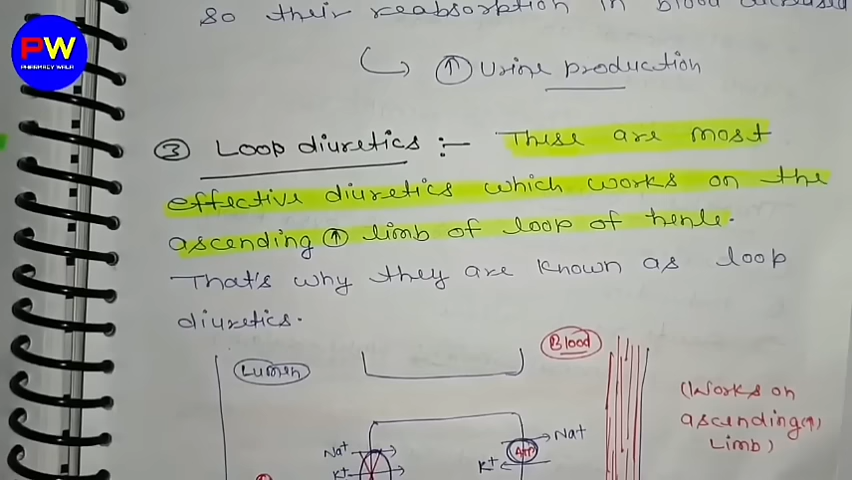 so their reabsorption in blood
↑ Urine production
③ Loop diuretics :- These are most
effective diuretics which works on the
ascending ↑ limb of loop of henle.
That's why they are known as loop
diuretics.
Lumen
Blood
(Works on
ascending(↑)
Limb)
Na+
K+
ATP
Na+
K+
PW
PHARMACY WALA